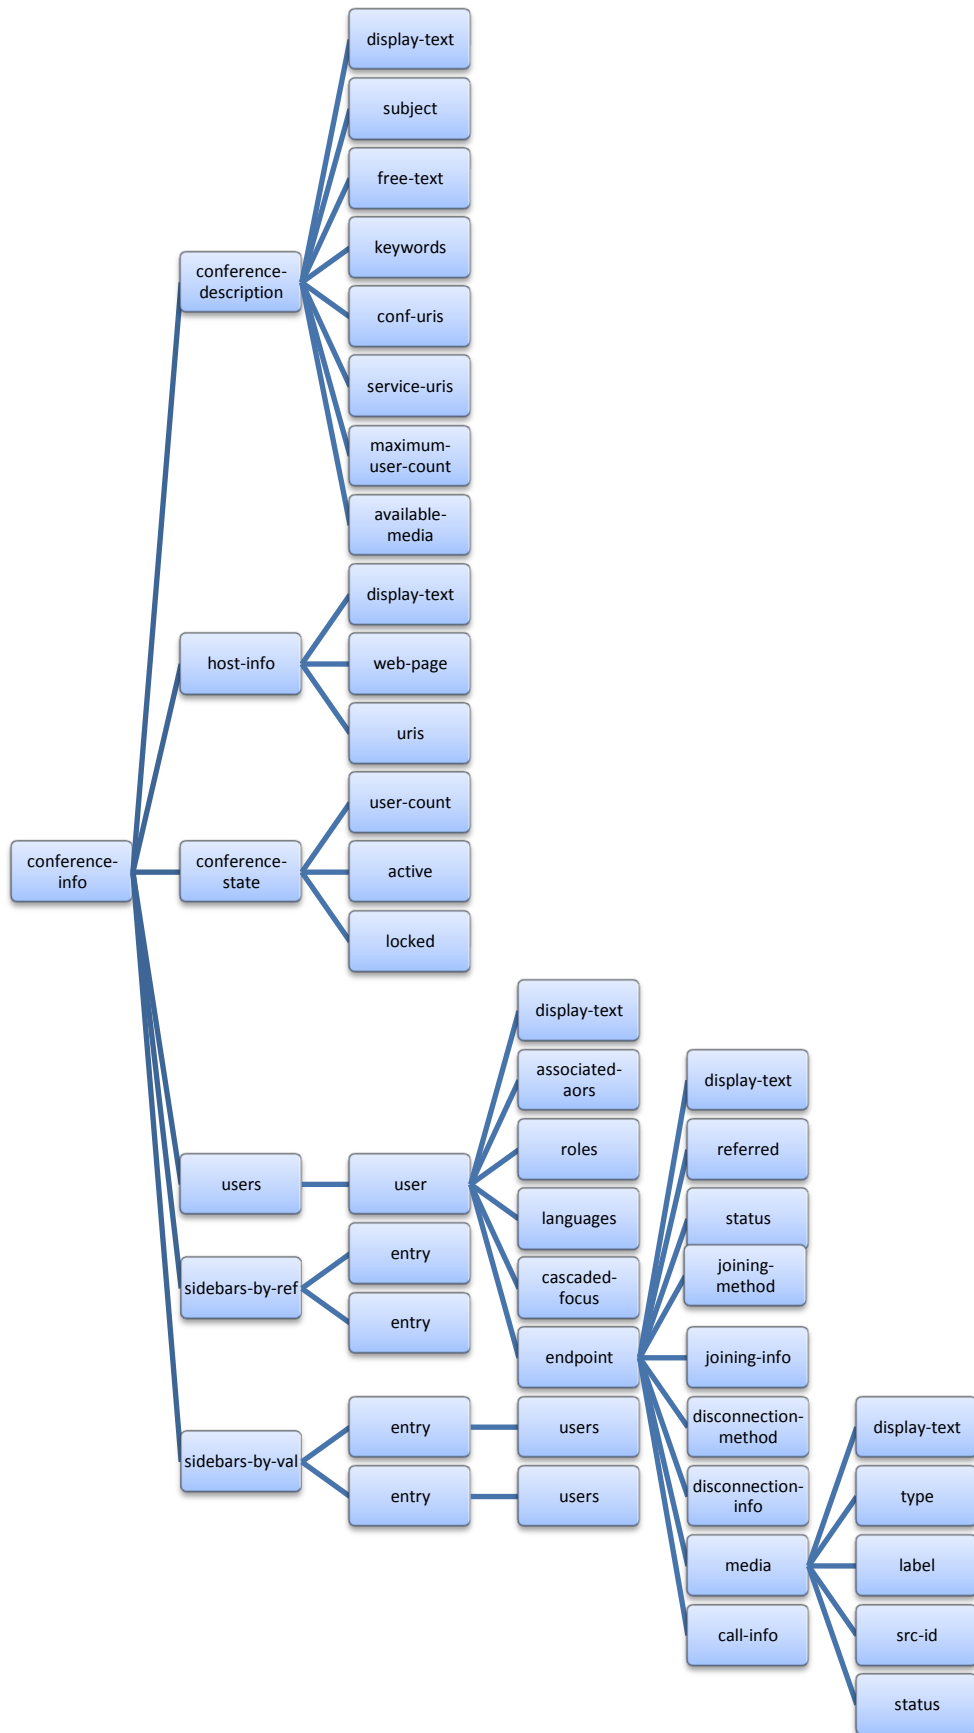 display-text
subject
free-text
keywords
conference-
description
conf-uris
service-uris
maximum-
user-count
available-
media
display-text
host-info
web-page
uris
user-count
conference-
info
conference-
state
active
locked
display-text
associated-
aors
display-text
roles
referred
users
user
languages
status
entry
cascaded-
focus
joining-
method
sidebars-by-ref
entry
endpoint
joining-info
entry
users
disconnection-
method
display-text
sidebars-by-val
entry
users
disconnection-
info
type
media
label
call-info
src-id
status